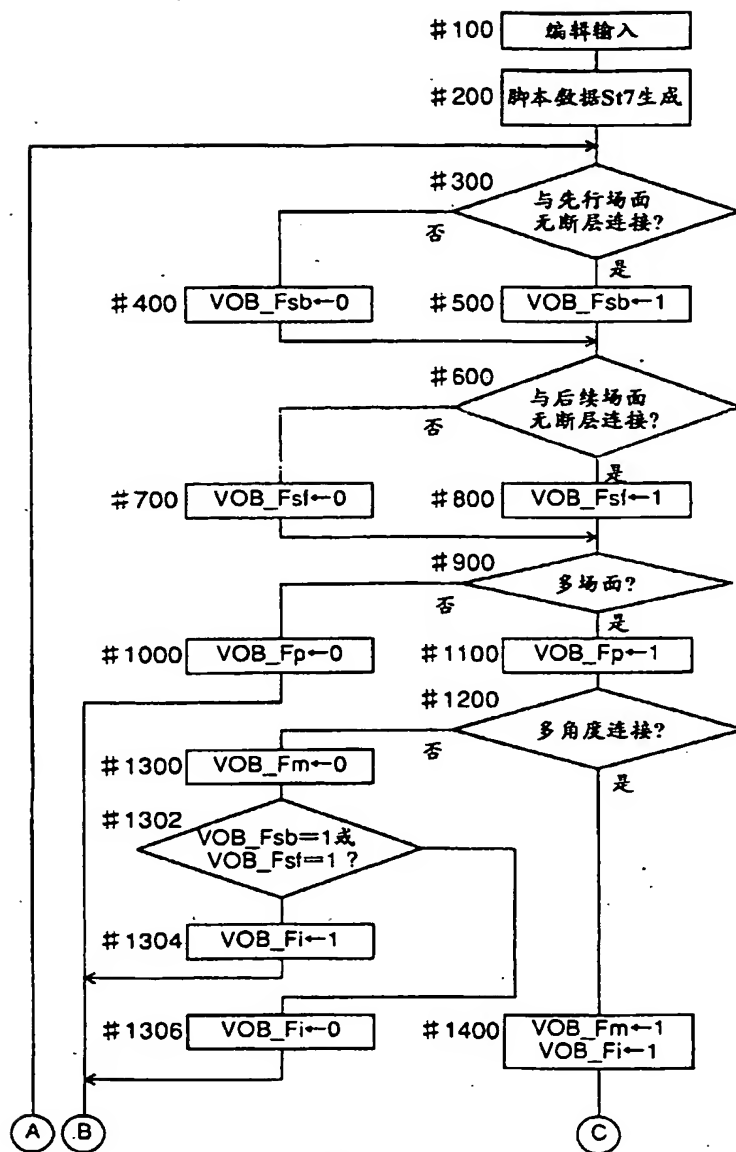 #100 编辑输入
#200 脚本数据St7生成
#300
与先行场面
无断层连接?
否
是
#400 VOB_Fsb←0
#500 VOB_Fsb←1
#600
与后续场面
无断层连接?
否
是
#700 VOB_Fsf←0
#800 VOB_Fsf←1
#900
多场面?
否
是
#1000 VOB_Fp←0
#1100 VOB_Fp←1
#1200
多角度连接?
否
是
#1300 VOB_Fm←0
#1302
VOB_Fsb=1或
VOB_Fsf=1?
#1304 VOB_Fi←1
#1306 VOB_Fi←0
#1400 VOB_Fm←1
VOB_Fi←1
A B C